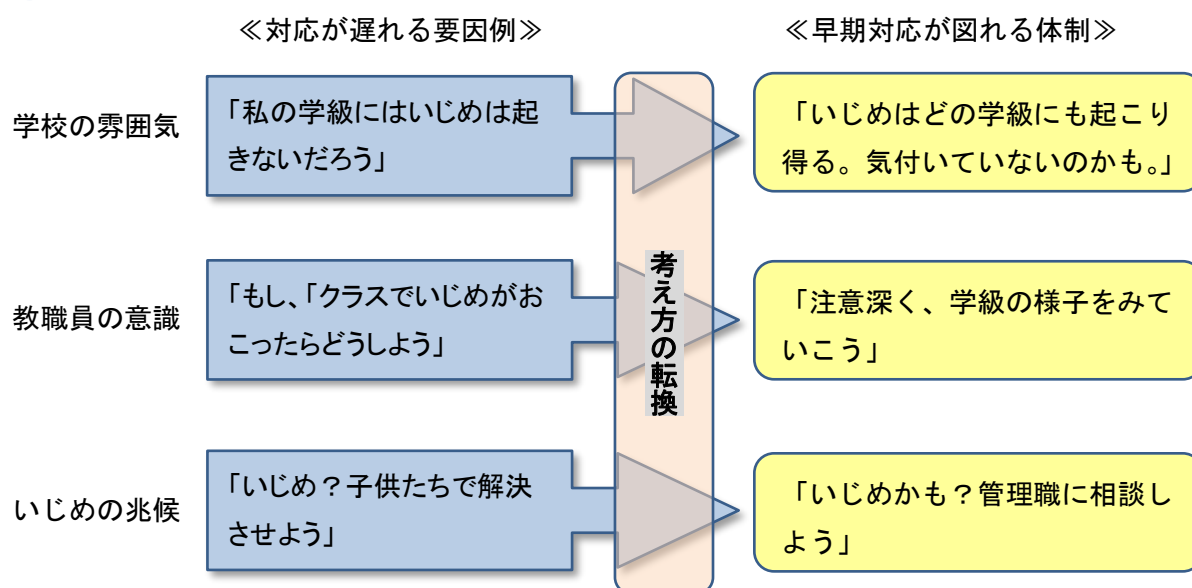 ≪対応が遅れる要因例≫
≪早期対応が図れる体制≫
学校の雰囲気
「私の学級にはいじめは起
きないだろう」
「いじめはどの学級にも起こり
得る。気付いていないのかも。」
考え方の転換
教職員の意識
「もし、「クラスでいじめがお
こったらどうしよう」
「注意深く、学級の様子をみて
いこう」
いじめの兆候
「いじめ？子供たちで解決
させよう」
「いじめかも？管理職に相談し
よう」